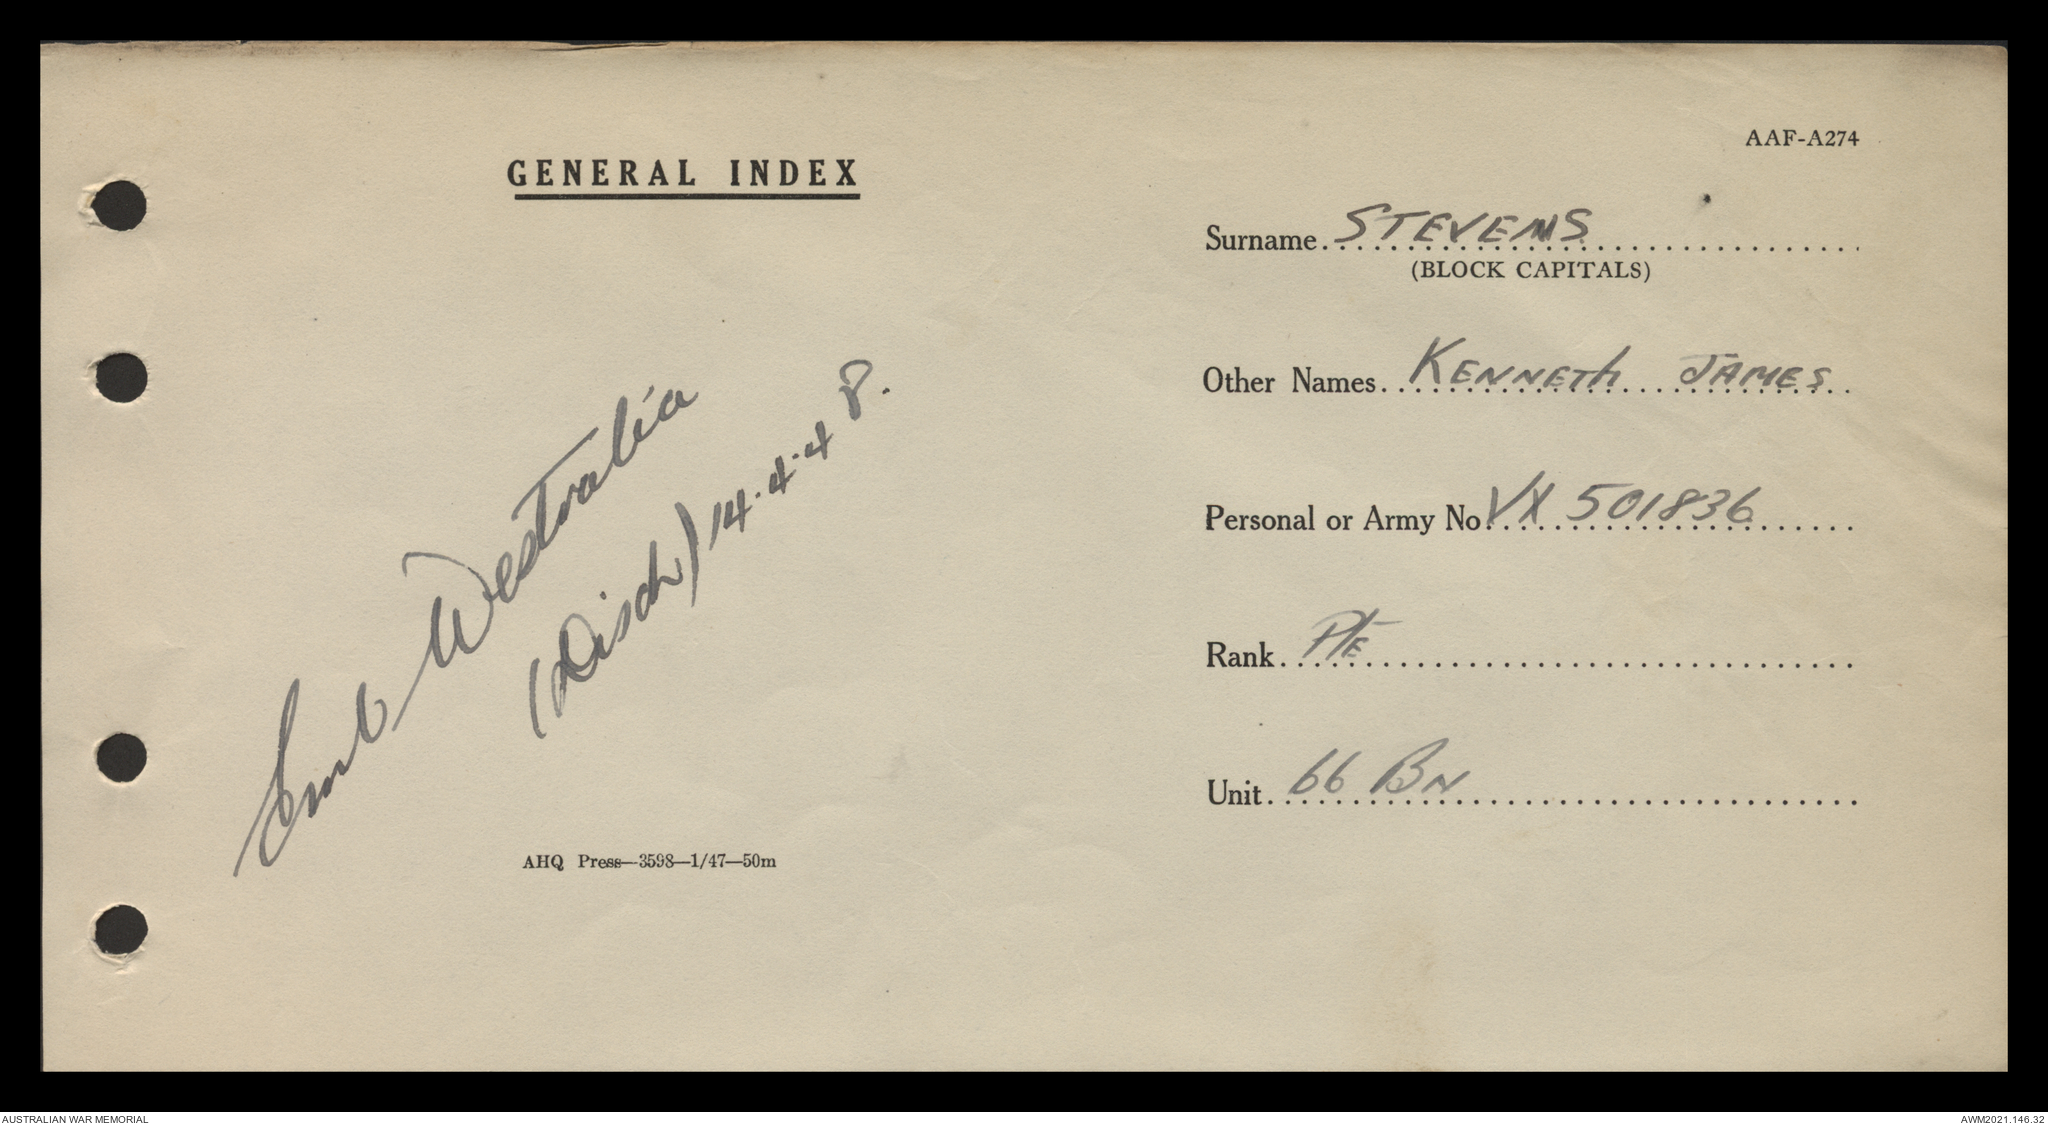 AAF-A274
GENERAL INDEX
Surname STEVENS
(BLOCK CAPITALS)
Other Names KENNETH JAMES
Personal or Army No VX 501836
Rank PTE
Unit 66 BN
Emb Westralia
(Disch) 14.4.48.
AHQ Press—3598—1/47—50m
AUSTRALIAN WAR MEMORIAL
AWM2021.146.32